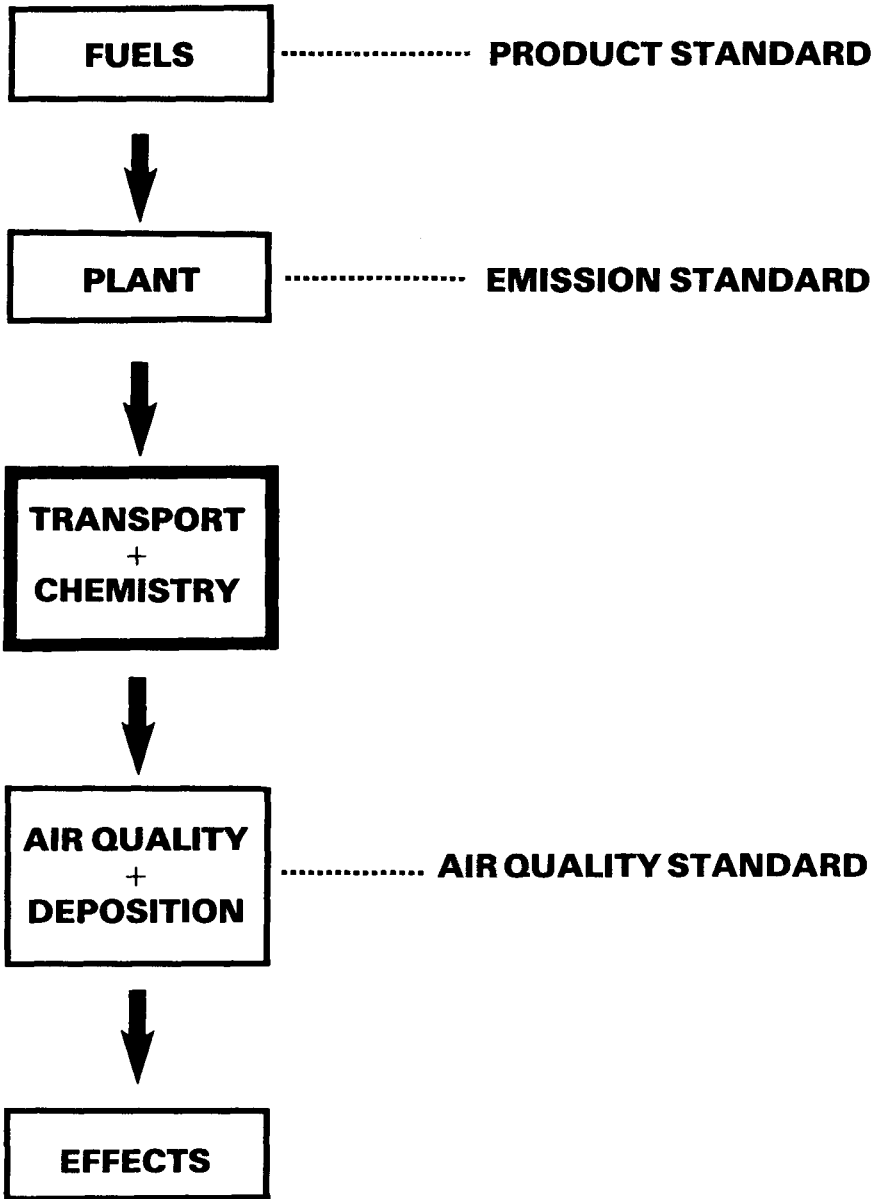 FUELS
PRODUCT STANDARD
PLANT
EMISSION STANDARD
TRANSPORT
+
CHEMISTRY
AIR QUALITY
+
DEPOSITION
AIR QUALITY STANDARD
EFFECTS